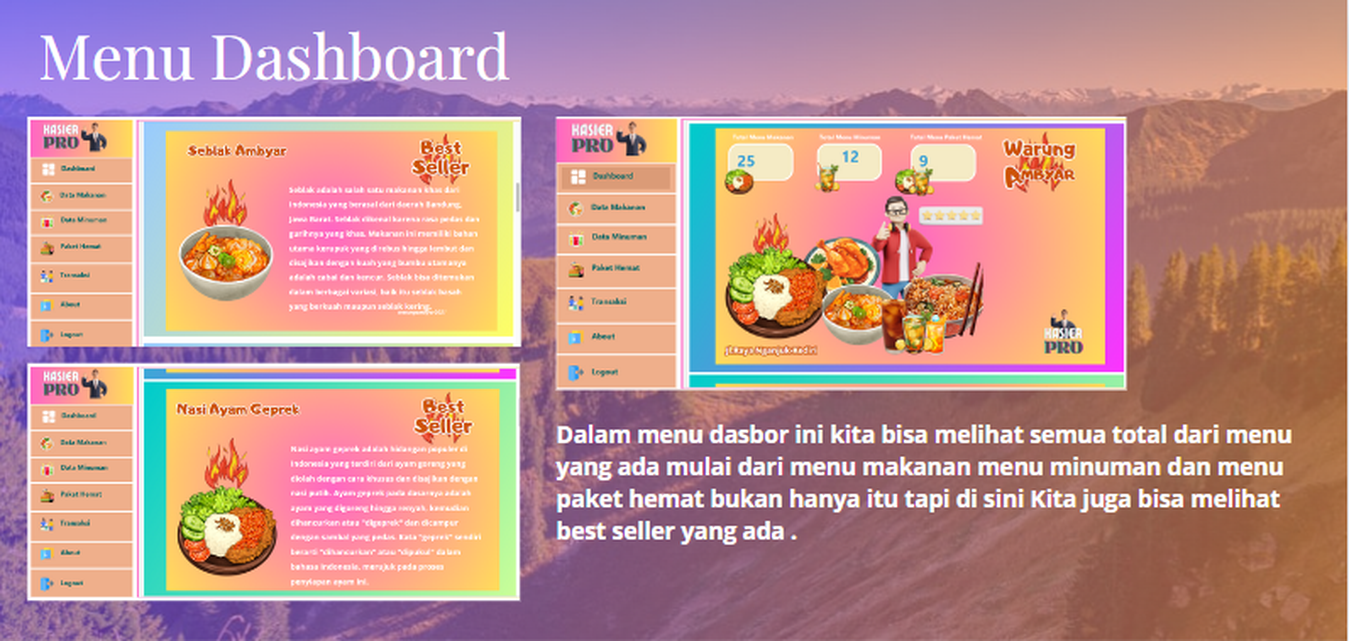 Menu Dashboard
KASIER
PRO
Dashboard
Data Makanan
Data Minuman
Paket Hemat
Transaksi
About
Logout
Seblak Ambyar
Best
Seller
Seblak adalah salah satu makanan khas dari
Indonesia yang berasal dari daerah Bandung,
Jawa Barat. Seblak dikenal karena rasa pedas dan
gurihnya yang khas. Makanan ini memiliki bahan
utama kerupuk yang di rebus hingga lembut dan
disajikan dengan kuah yang bumbu utamanya
adalah cabai dan kencur. Seblak bisa ditemukan
dalam berbagai variasi, baik itu seblak basah
yang berkuah maupun seblak kering.
KASIER
PRO
Dashboard
Data Makanan
Data Minuman
Paket Hemat
Transaksi
About
Logout
Nasi Ayam Geprek
Best
Seller
Nasi ayam geprek adalah hidangan populer di
Indonesia yang terdiri dari ayam goreng yang
diolah dengan cara khusus dan disajikan dengan
nasi putih. Ayam geprek pada dasarnya adalah
ayam yang digoreng hingga renyah, kemudian
dihancurkan atau "digeprek" dan dicampur
dengan sambal yang pedas. Kata "geprek" sendiri
berarti "dihancurkan" atau "dipukul" dalam
bahasa Indonesia, merujuk pada proses
penyiapan ayam ini.
KASIER
PRO
Dashboard
Data Makanan
Data Minuman
Paket Hemat
Transaksi
About
Logout
Total Menu Makanan
Total Menu Minuman
Total Menu Paket Hemat
25
12
9
Warung
Ambyar
Jl.Raya Nganjuk-Kediri
KASIER
PRO
Dalam menu dasbor ini kita bisa melihat semua total dari menu
yang ada mulai dari menu makanan menu minuman dan menu
paket hemat bukan hanya itu tapi di sini Kita juga bisa melihat
best seller yang ada .